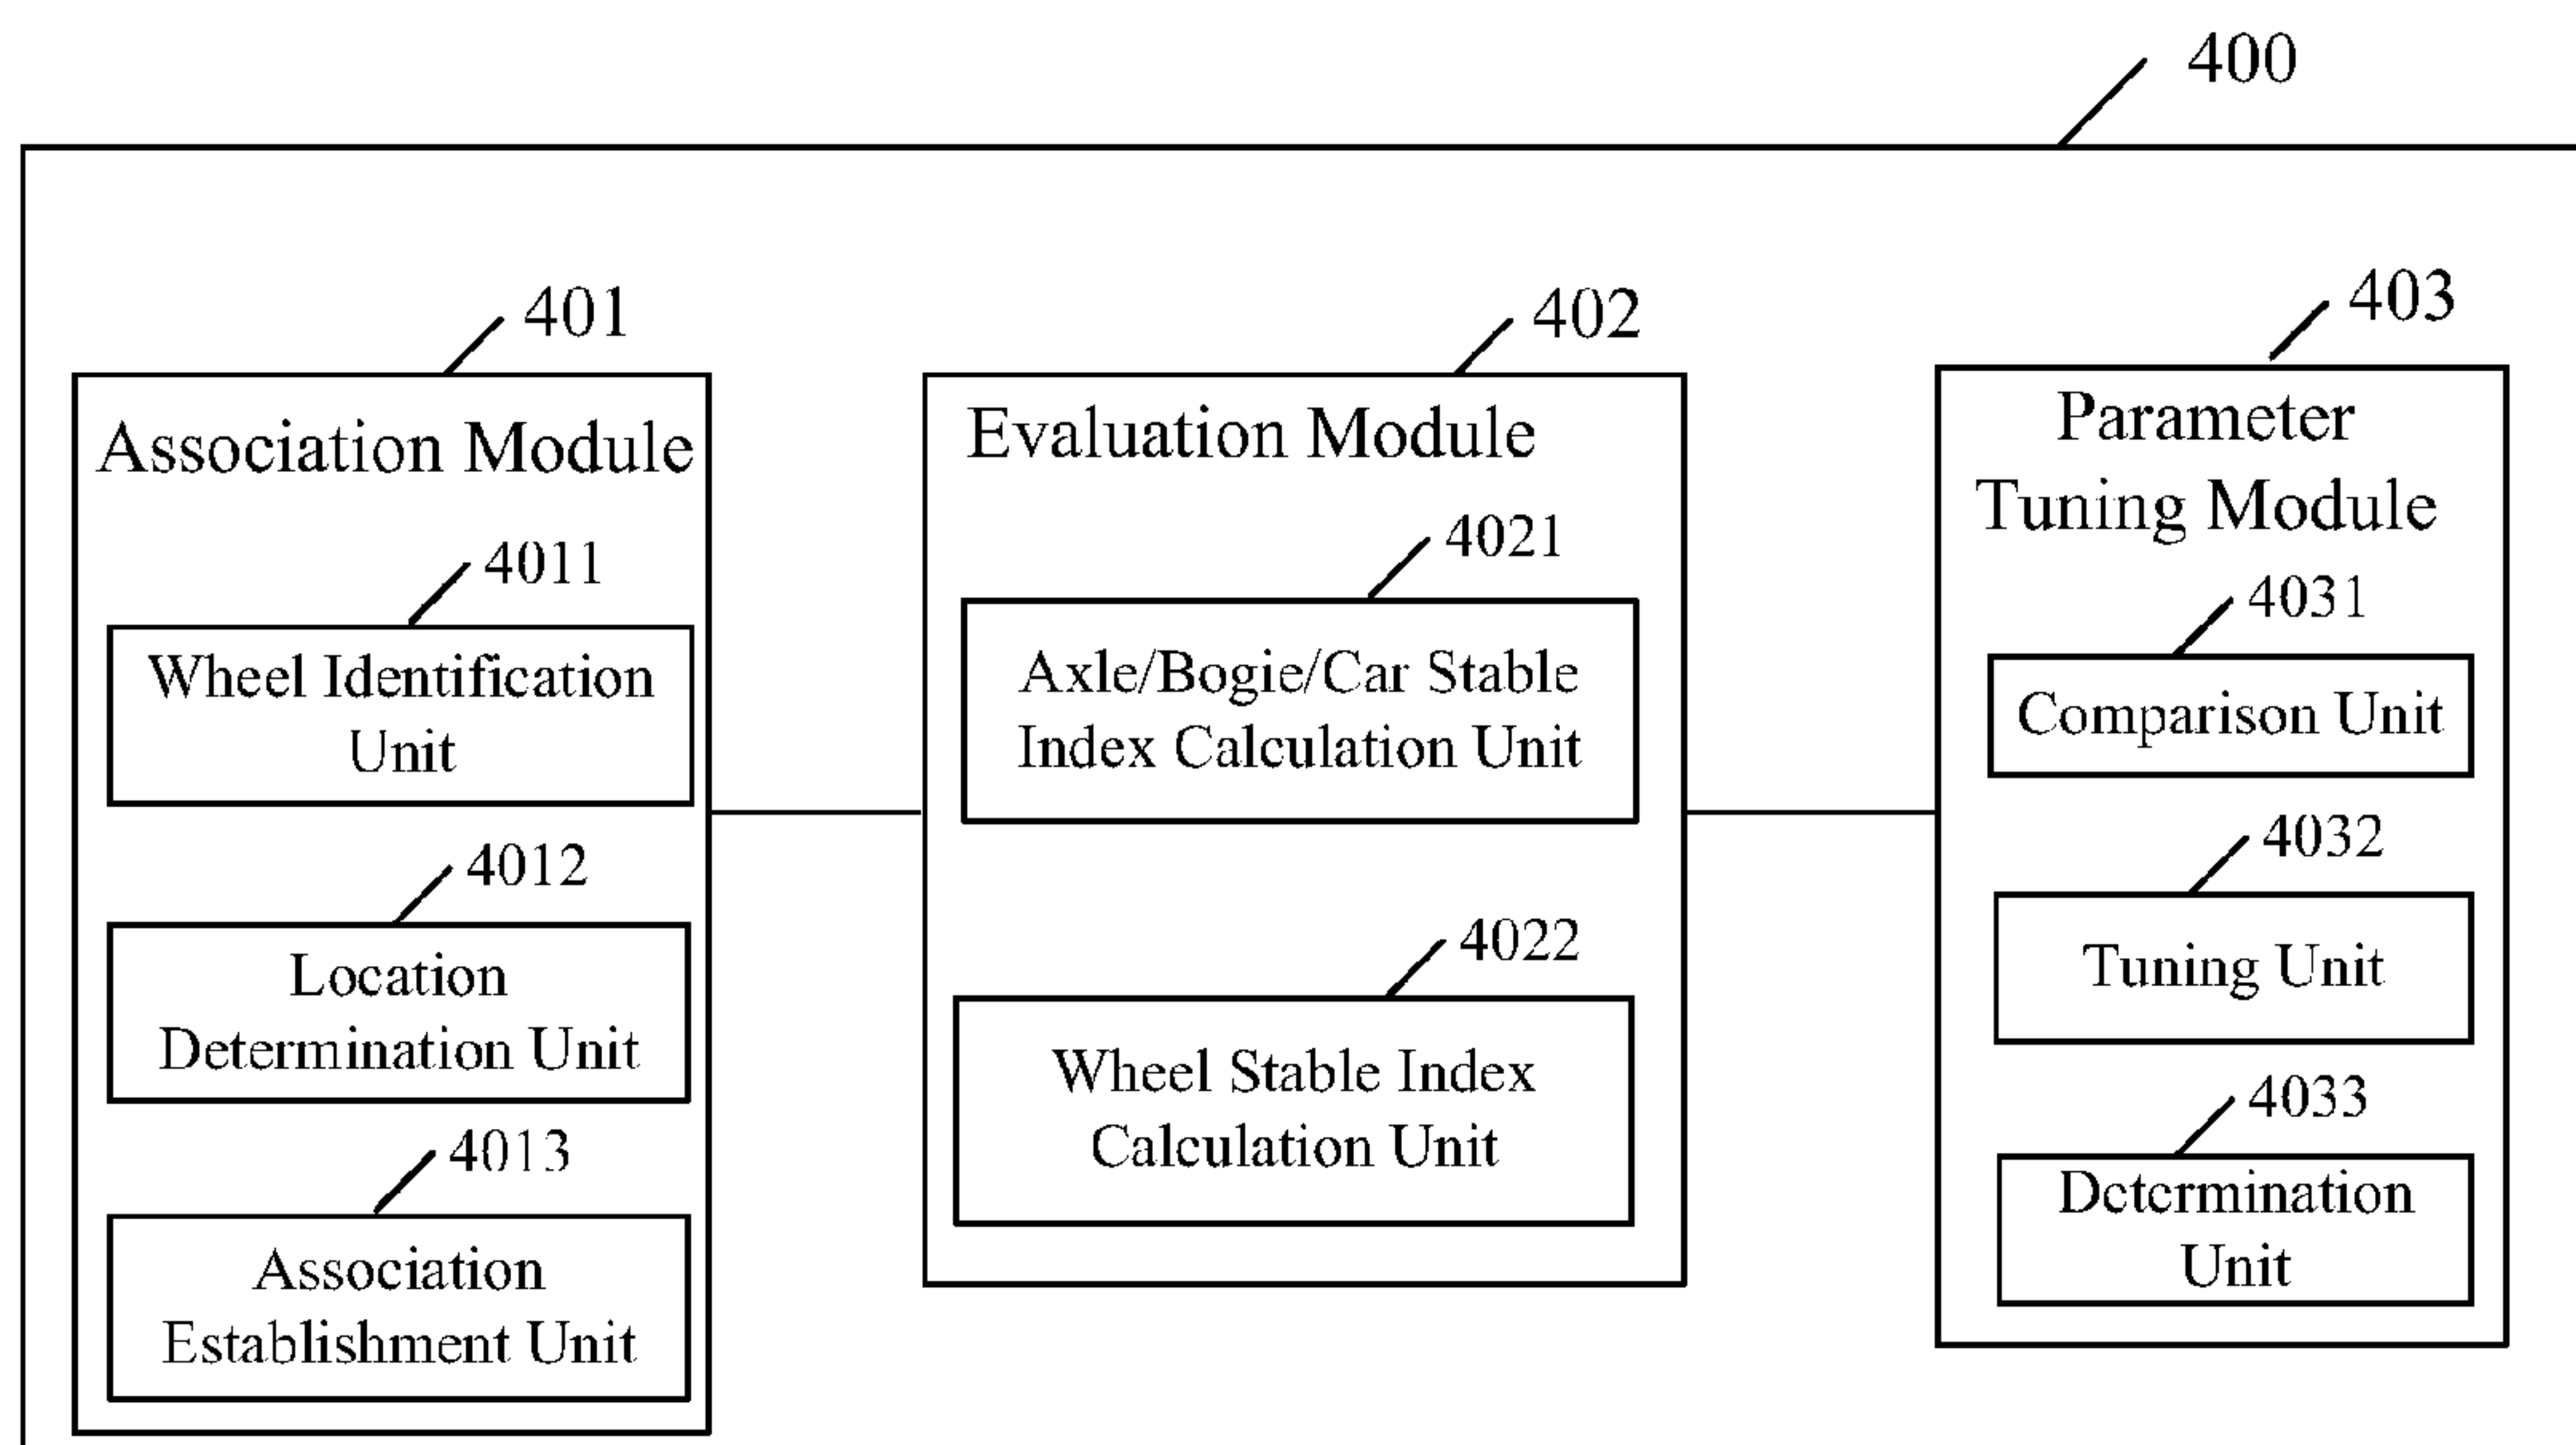 400
401
Association Module
4011
Wheel Identification
Unit
4012
Location
Determination Unit
4013
Association
Establishment Unit
402
Evaluation Module
4021
Axle/Bogie/Car Stable
Index Calculation Unit
4022
Wheel Stable Index
Calculation Unit
403
Parameter
Tuning Module
4031
Comparison Unit
4032
Tuning Unit
4033
Determination
Unit